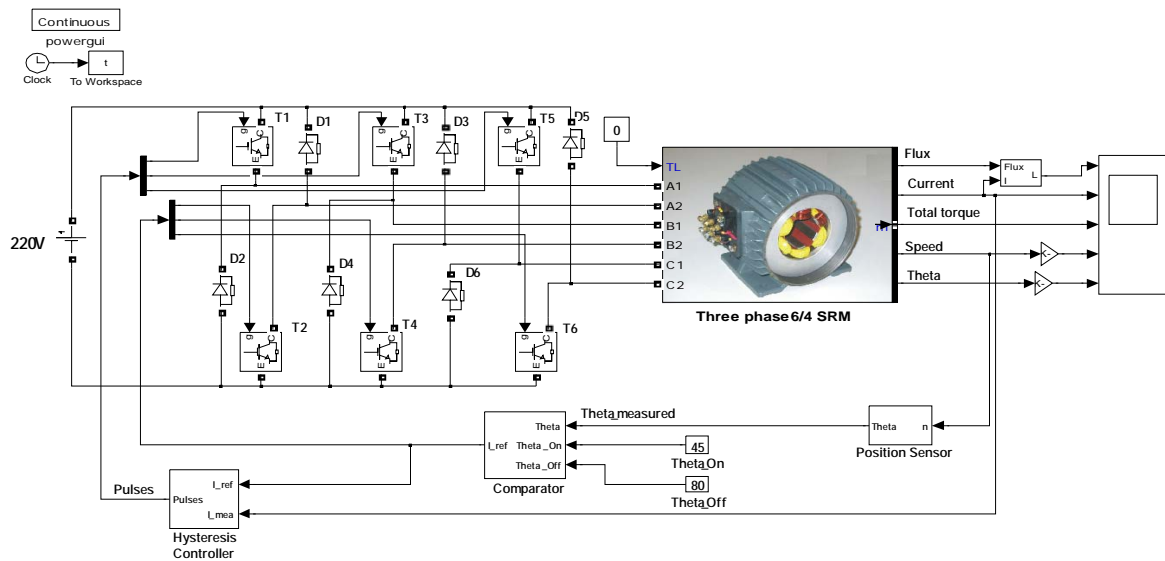 Continuous
powergui
t
Clock
To Workspace
T1
D1
T3
D3
T5
D5
g
C
E
g
C
E
g
C
E
0
TL
A1
A2
B1
B2
C1
C2
Flux
Current
Total torque
Speed
Theta
Flux
I
L
K-
K-
Three phase 6/4 SRM
220V
D2
D4
D6
T2
T4
T6
g
C
E
g
C
E
g
C
E
Theta_measured
Theta
n
Position Sensor
Theta
I_ref
Theta_On
Theta_Off
Comparator
45
Theta_On
80
Theta_Off
Pulses
I_ref
Pulses
I_mea
Hysteresis
Controller